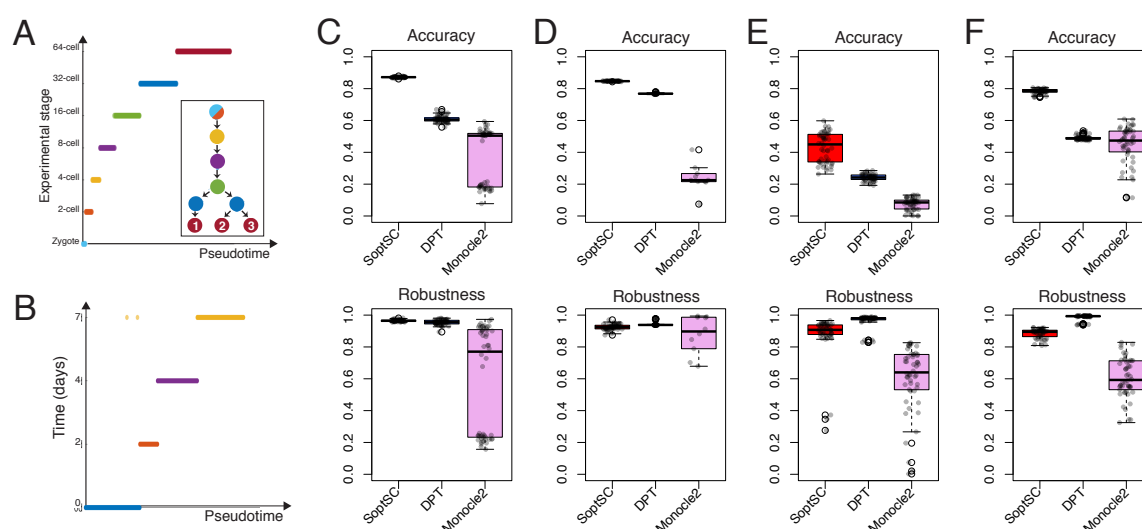 A
Experimental stage
64-cell
32-cell
16-cell
8-cell
4-cell
2-cell
Zygote
1 2 3
Pseudotime
B
Time (days)
7
4
2
0
Pseudotime
C
Accuracy
1.0
0.8
0.6
0.4
0.2
0.0
SoptSC DPT Monocle2
Robustness
1.0
0.8
0.6
0.4
0.2
0.0
SoptSC DPT Monocle2
D
Accuracy
1.0
0.8
0.6
0.4
0.2
0.0
SoptSC DPT Monocle2
Robustness
1.0
0.8
0.6
0.4
0.2
0.0
SoptSC DPT Monocle2
E
Accuracy
1.0
0.8
0.6
0.4
0.2
0.0
SoptSC DPT Monocle2
Robustness
1.0
0.8
0.6
0.4
0.2
0.0
SoptSC DPT Monocle2
F
Accuracy
1.0
0.8
0.6
0.4
0.2
0.0
SoptSC DPT Monocle2
Robustness
1.0
0.8
0.6
0.4
0.2
0.0
SoptSC DPT Monocle2